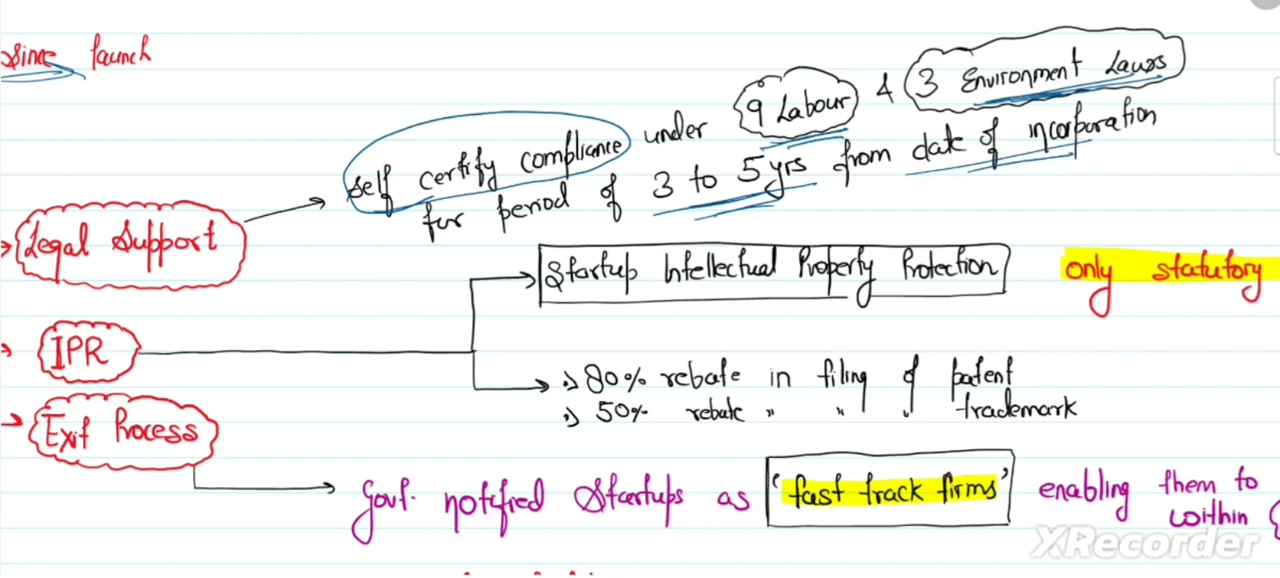 since launch
self certify compliance under 9 Labour & 3 Environment Laws
for period of 3 to 5 yrs from date of incorporation
Legal Support
Startup Intellectual Property Protection only statutory
IPR
:) 80% rebate in filing of patent
:) 50% rebate " " " trademark
Exit Process
Govt. notified Startups as 'fast track firms' enabling them to
within
XRecorder